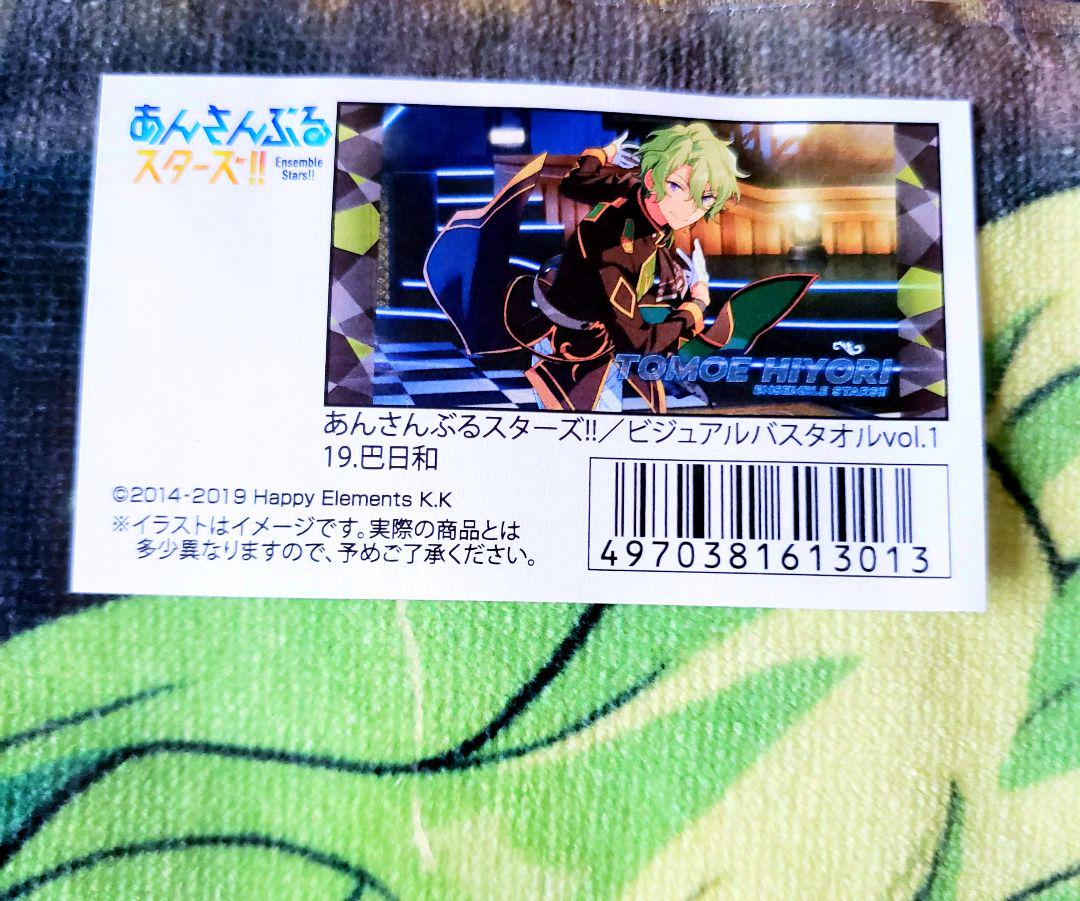 あんさんぶる
スターズ!!
Ensemble
Stars!!
TOMOE HIYORI
ENSEMBLE STARS!!
あんさんぶるスターズ!!／ビジュアルバスタオルvol.1
19.巴日和
©2014-2019 Happy Elements K.K
※イラストはイメージです。実際の商品とは
多少異なりますので、予めご了承ください。
4970381613013